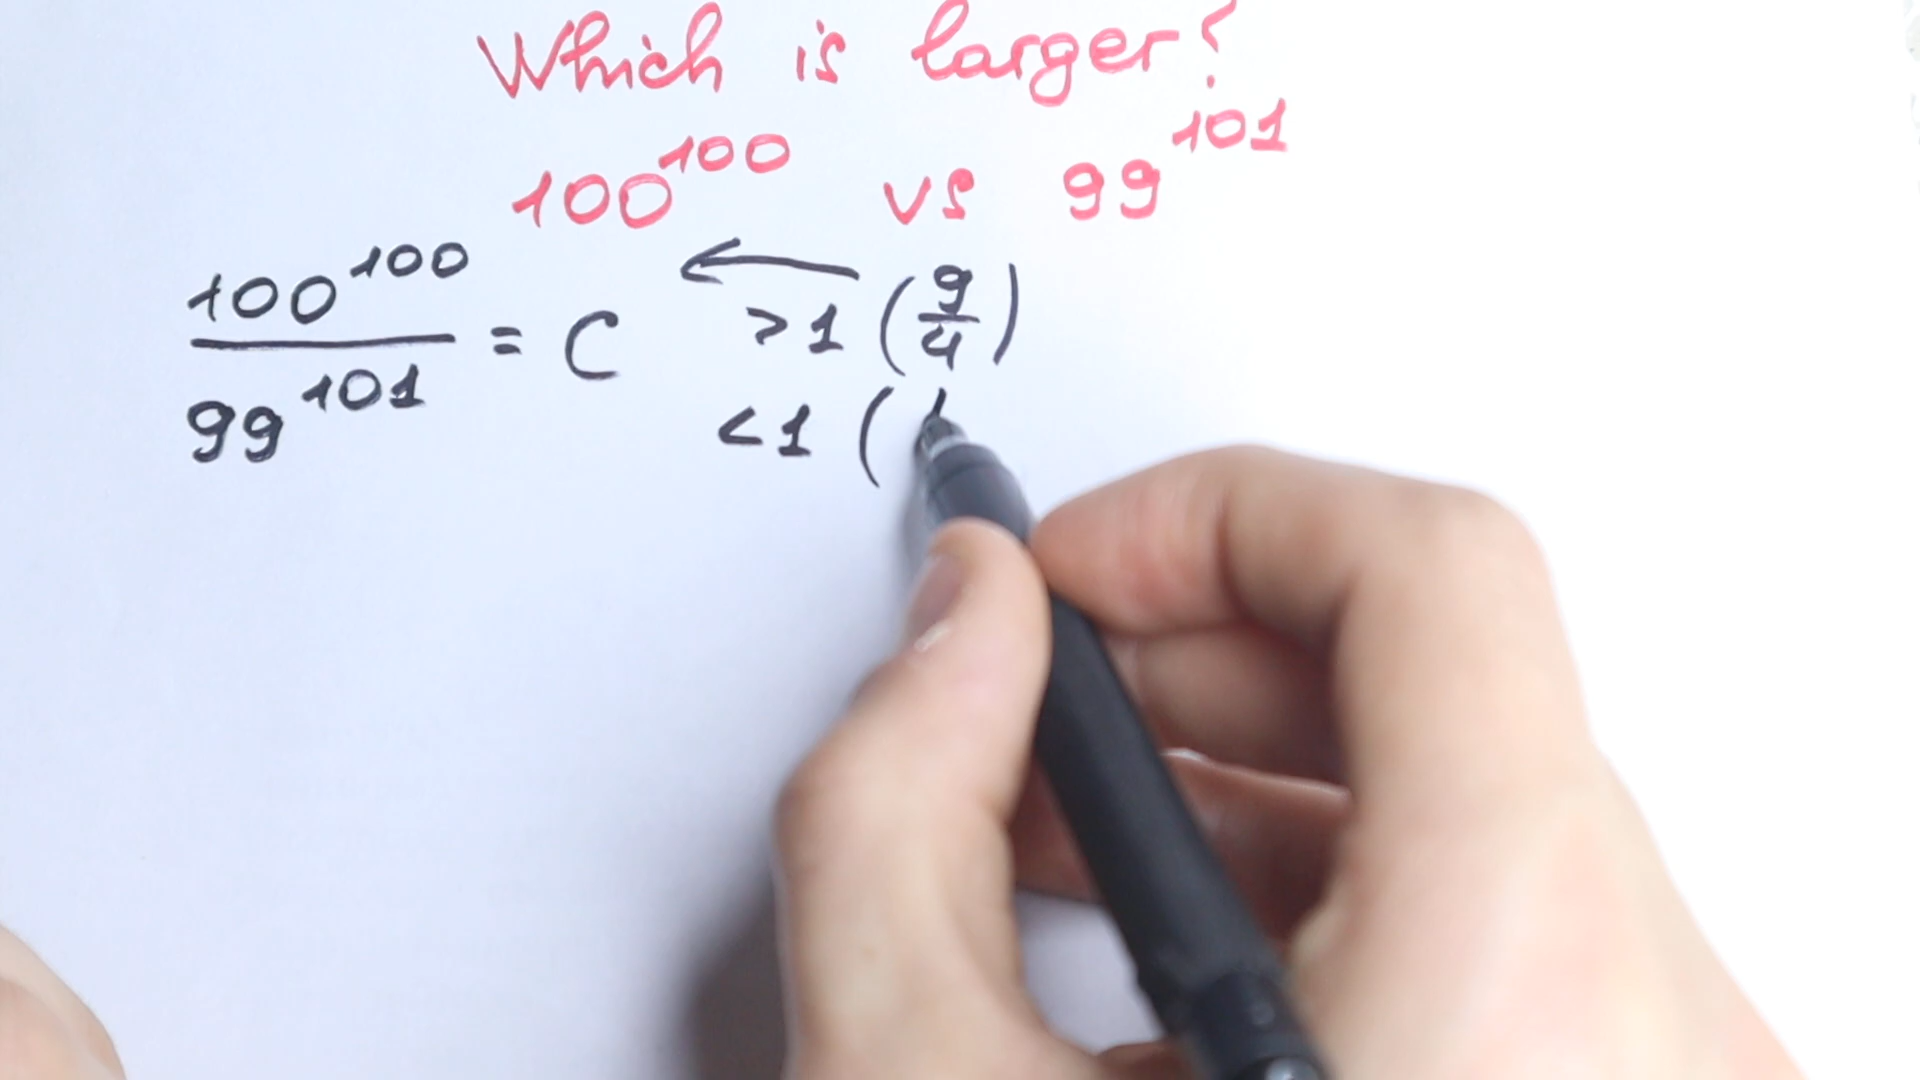 Which is larger?
100^100 vs 99^101
100^100 / 99^101 = C
>1 (9/4)
<1 (